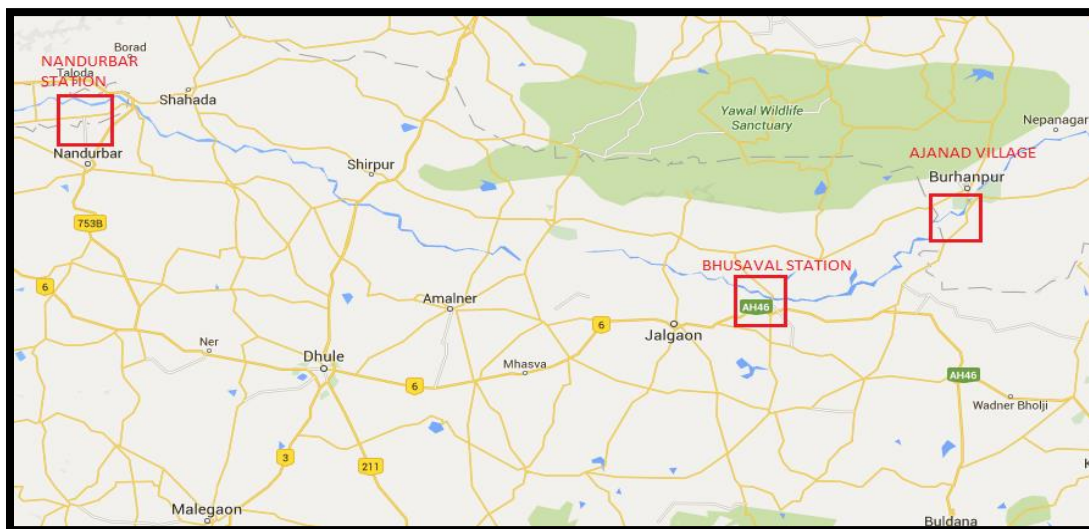 Borad
NANDURBAR
STATION
Taloda
Shahada
Nandurbar
Shirpur
Yawal Wildlife
Sanctuary
Nepanagar
AJANAD VILLAGE
Burhanpur
753B
6
BHUSAVAL STATION
AH46
Amalner
6
Jalgaon
Ner
Dhule
Mhasva
6
AH46
Wadner Bholji
3
211
Malegaon
Buldana
K